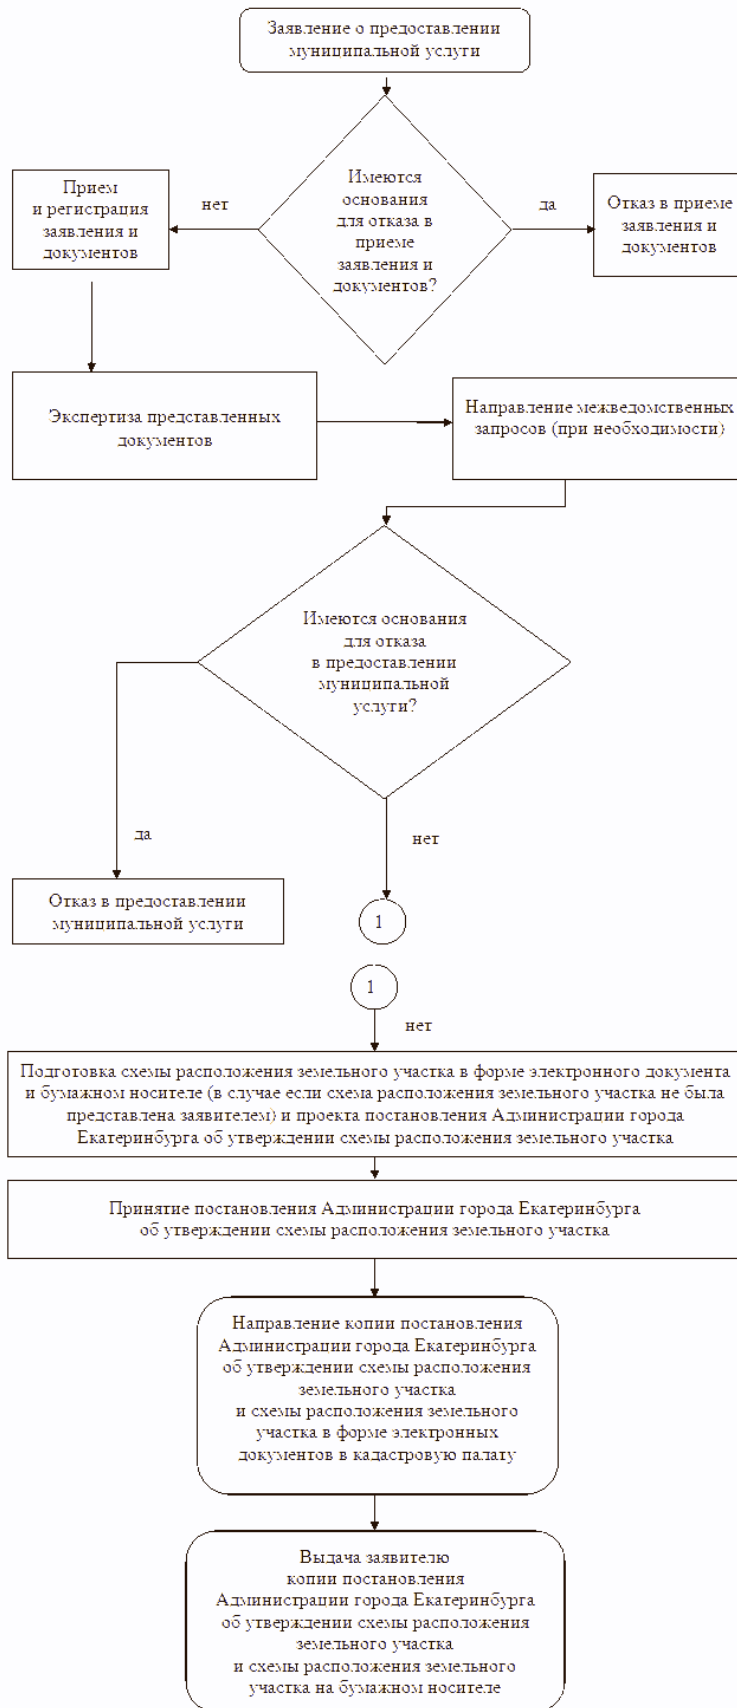 Заявление о предоставлении
муниципальной услуги
Имеются
основания
для отказа в
приеме
заявления и
документов?
нет
да
Прием
и регистрация
заявления и
документов
Отказ в приеме
заявления и
документов
Экспертиза представленных
документов
Направление межведомственных
запросов (при необходимости)
Имеются основания
для отказа
в предоставлении
муниципальной
услуги?
да
нет
Отказ в предоставлении
муниципальной услуги
1
1
нет
Подготовка схемы расположения земельного участка в форме электронного документа
и бумажном носителе (в случае если схема расположения земельного участка не была
представлена заявителем) и проекта постановления Администрации города
Екатеринбурга об утверждении схемы расположения земельного участка
Принятие постановления Администрации города Екатеринбурга
об утверждении схемы расположения земельного участка
Направление копии постановления
Администрации города Екатеринбурга
об утверждении схемы расположения
земельного участка
и схемы расположения земельного
участка в форме электронных
документов в кадастровую палату
Выдача заявителю
копии постановления
Администрации города Екатеринбурга
об утверждении схемы расположения
земельного участка
и схемы расположения земельного
участка на бумажном носителе